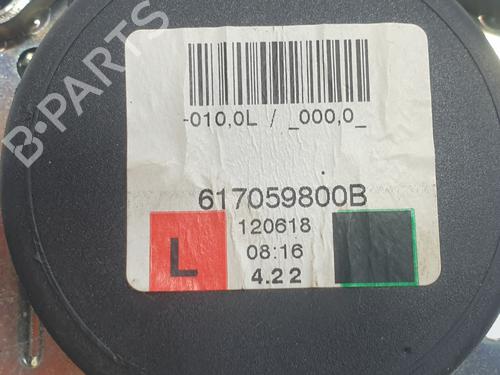 B-PARTS
-010,0L / _000,0_
617059800B
120618
L
08:16
4.22